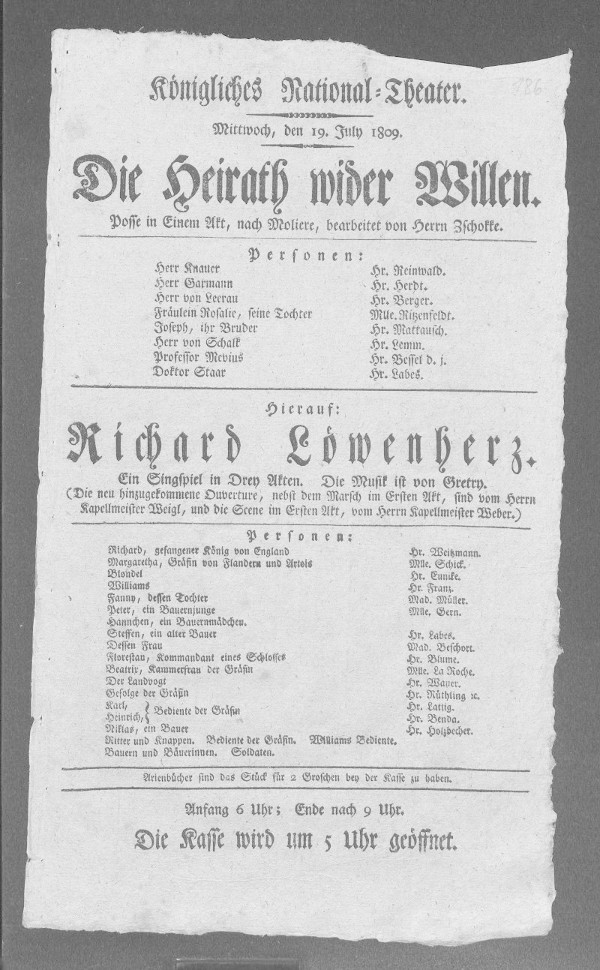 Königliches National-Theater.
Mittwoch, den 19. July 1809.
Die Heirath wider Willen.
Posse in Einem Akt, nach Moliere, bearbeitet von Herrn Zschokke.
Personen:
Herr Knauer Hr. Reinwald.
Herr Garmann Hr. Herdt.
Herr von Leerau Hr. Berger.
Fräulein Rosalie, seine Tochter Mlle. Ritzenfeldt.
Joseph, ihr Bruder Hr. Mattausch.
Herr von Schalk Hr. Lemm.
Professor Mevius Hr. Bessel d. j.
Doktor Staar Hr. Labes.
Hierauf:
Richard Löwenherz.
Ein Singspiel in Drey Akten. Die Musik ist von Gretry.
(Die neu hinzugekommene Ouverture, nebst dem Marsch im Ersten Akt, sind vom Herrn
Kapellmeister Weigl, und die Scene im Ersten Akt, vom Herrn Kapellmeister Weber.)
Personen:
Richard, gefangener König von England Hr. Weitzmann.
Margaretha, Gräfin von Flandern und Artois Mlle. Schick.
Blondel Hr. Eunike.
Williams Hr. Franz.
Fanny, dessen Tochter Mad. Müller.
Peter, ein Bauernjunge Mlle. Gern.
Hannchen, ein Bauernmädchen.
Steffen, ein alter Bauer Hr. Labes.
Dessen Frau Mad. Beschort.
Florestan, Kommandant eines Schlosses Hr. Blume.
Beatrix, Kammerfrau der Gräfin Mlle. La Roche.
Der Landvogt Hr. Wauer.
Gefolge der Gräfin Hr. Rüthling ꝛc.
Karl, Hr. Lattig.
Heinrich, } Bediente der Gräfin Hr. Benda.
Niklas, ein Bauer Hr. Holzbecher.
Ritter und Knappen. Bediente der Gräfin. Williams Bediente.
Bauern und Bäuerinnen. Soldaten.
Arienbücher sind das Stück für 2 Groschen bey der Kasse zu haben.
Anfang 6 Uhr; Ende nach 9 Uhr.
Die Kasse wird um 5 Uhr geöffnet.